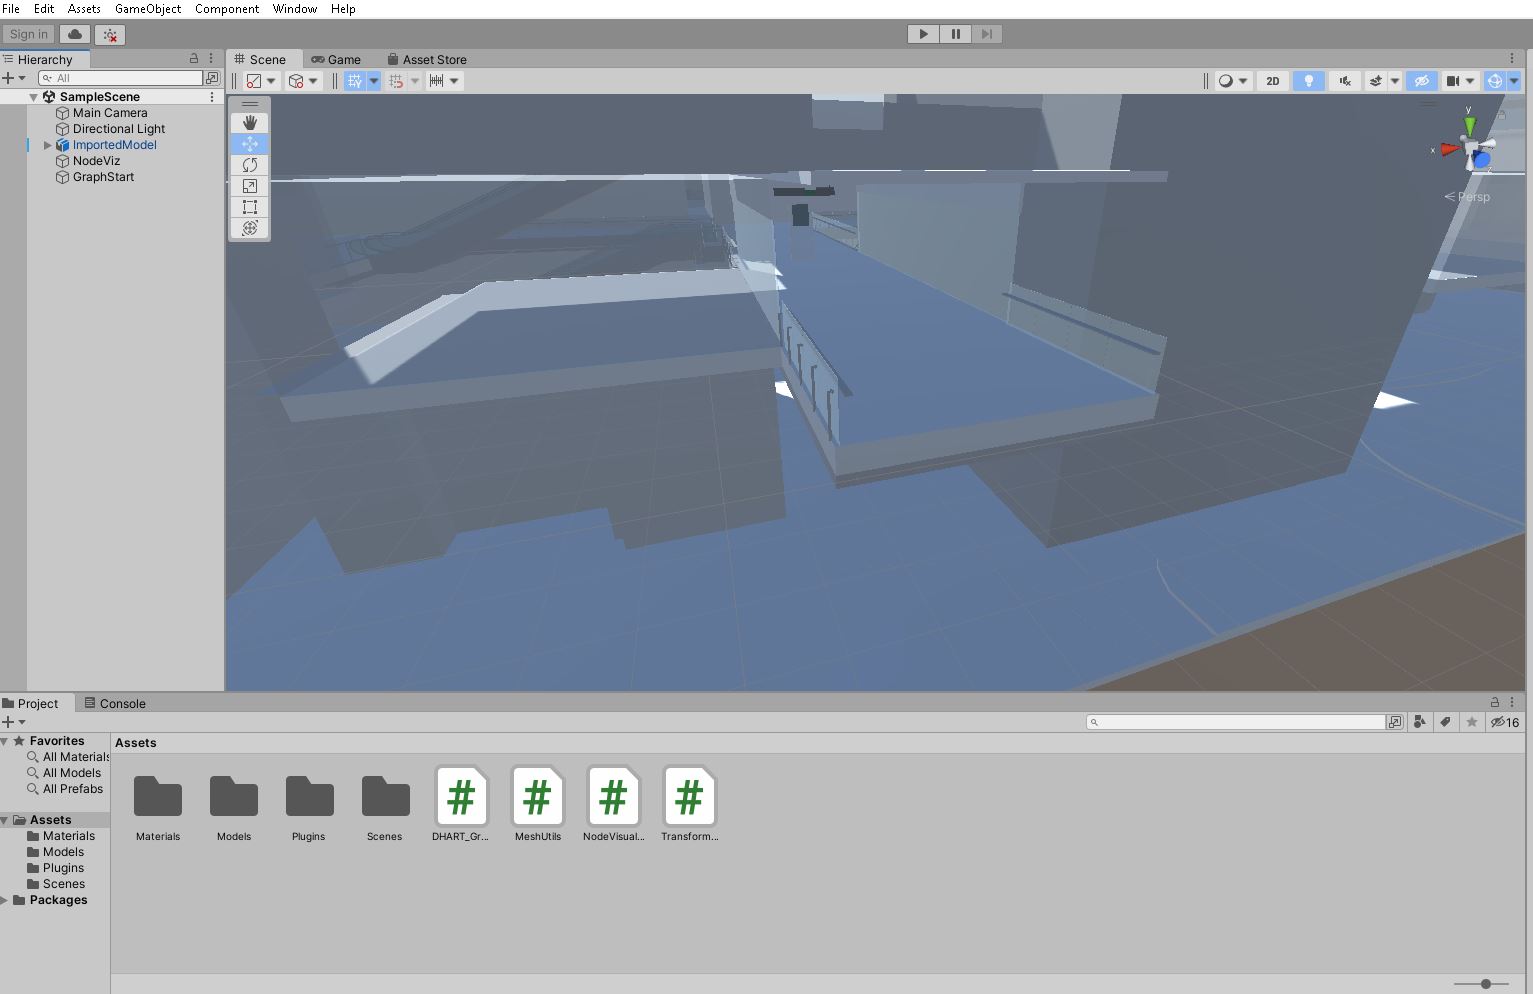 File Edit Assets GameObject Component Window Help
Sign in
Hierarchy
All
SampleScene
Main Camera
Directional Light
ImportedModel
NodeViz
GraphStart
Scene Game Asset Store
2D
y
x
z
Persp
Project Console
16
Favorites
All Materials
All Models
All Prefabs
Assets
Materials
Models
Plugins
Scenes
Packages
Assets
Materials Models Plugins Scenes DHART_Gr... MeshUtils NodeVisual... Transform...